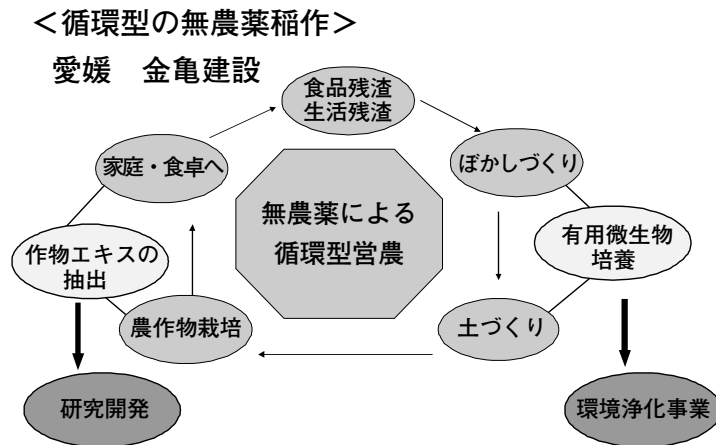 ＜循環型の無農薬稲作＞
愛媛　金亀建設
食品残渣
生活残渣
家庭・食卓へ
ぼかしづくり
無農薬による
循環型営農
作物エキスの
抽出
有用微生物
培養
農作物栽培
土づくり
研究開発
環境浄化事業